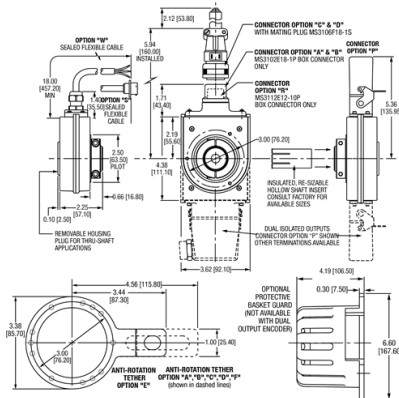 2.12 [53.80]
OPTION "W"
SEALED FLEXIBLE CABLE
5.94
[160.00]
INSTALLED
CONNECTOR OPTION "C" & "D"
WITH MATING PLUG MS3106F18-1S
CONNECTOR OPTION "A" & "B"
MS3102E18-1P BOX CONNECTOR
ONLY
CONNECTOR
OPTION "P"
CONNECTOR
OPTION "R"
MS3112E12-10P
BOX CONNECTOR ONLY
18.00
[457.20]
MIN
1.40
[35.50]
OPTION "S"
SEALED
FLEXIBLE
CABLE
1.71
[43.40]
2.19
[55.60]
3.00 [76.20]
5.36
[135.95
2.50
[63.50]
PILOT
4.38
[111.10]
0.66 [16.80]
2.25
[57.10]
0.10 [2.50]
INSULATED, RE-SIZABLE
HOLLOW SHAFT INSERT
CONSULT FACTORY FOR
AVAILABLE SIZES
REMOVABLE HOUSING
PLUG FOR THRU-SHAFT
APPLICATIONS
DUAL ISOLATED OUTPUTS
CONNECTOR OPTION "P" SHOWN
OTHER TERMINATIONS AVAILABLE
3.62 [92.10]
4.19 [106.50]
4.56 [115.80]
3.44
[87.30]
0.30 [7.50]
OPTIONAL
PROTECTIVE
BASKET GUARD
(NOT AVAILABLE
WITH DUAL
OUTPUT ENCODER)
3.38
[85.70]
3.00
[76.20]
1.00 [25.40]
6.60
[167.60]
ANTI-ROTATION
TETHER
OPTION "E"
ANTI-ROTATION TETHER
OPTION "A","B","C","D","F"
(shown in dashed lines)